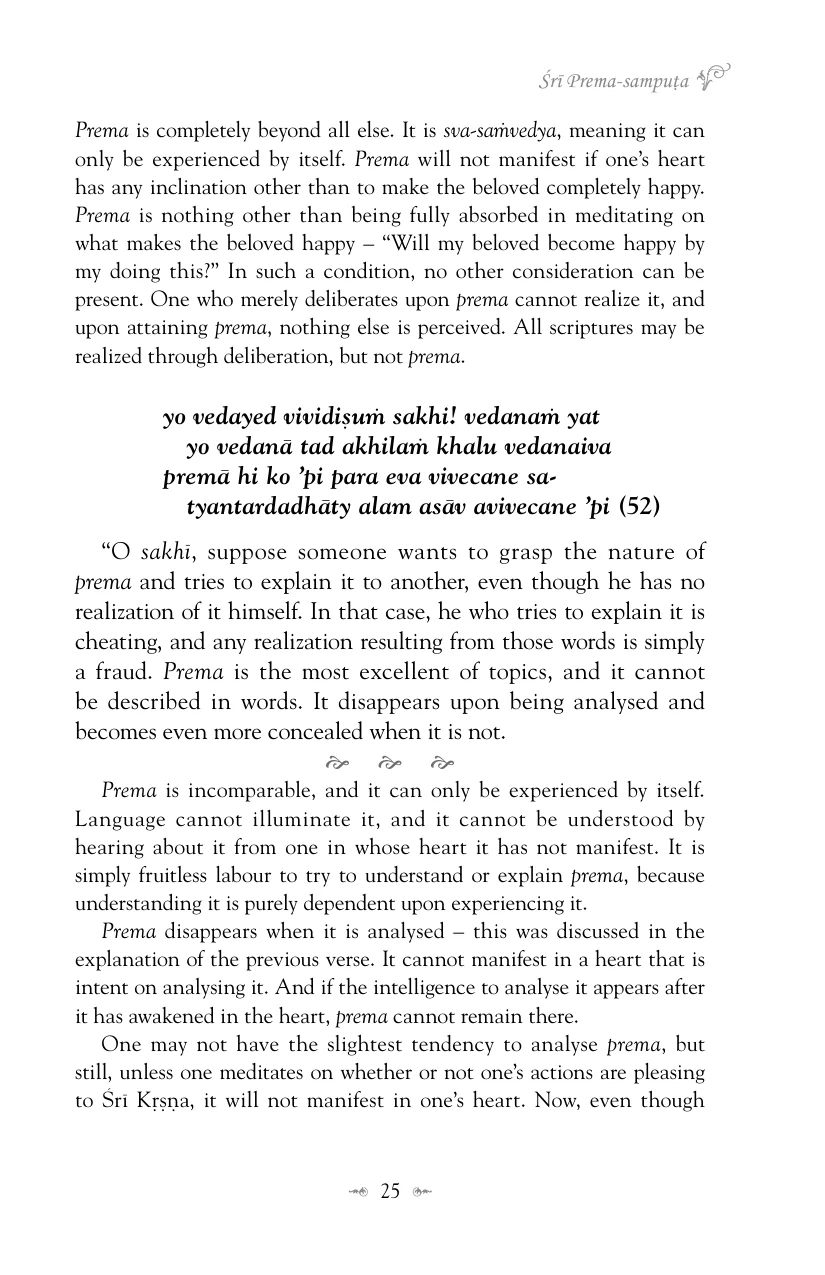 Śrī Prema-sampuṭa
Prema is completely beyond all else. It is sva-saṁvedya, meaning it can
only be experienced by itself. Prema will not manifest if one’s heart
has any inclination other than to make the beloved completely happy.
Prema is nothing other than being fully absorbed in meditating on
what makes the beloved happy – “Will my beloved become happy by
my doing this?” In such a condition, no other consideration can be
present. One who merely deliberates upon prema cannot realize it, and
upon attaining prema, nothing else is perceived. All scriptures may be
realized through deliberation, but not prema.
yo vedayed vividiṣuṁ sakhi! vedanaṁ yat
yo vedanā tad akhilaṁ khalu vedanaiva
premā hi ko ’pi para eva vivecane sa-
tyantardadhāty alam asāv avivecane ’pi (52)
“O sakhī, suppose someone wants to grasp the nature of
prema and tries to explain it to another, even though he has no
realization of it himself. In that case, he who tries to explain it is
cheating, and any realization resulting from those words is simply
a fraud. Prema is the most excellent of topics, and it cannot
be described in words. It disappears upon being analysed and
becomes even more concealed when it is not.
Prema is incomparable, and it can only be experienced by itself.
Language cannot illuminate it, and it cannot be understood by
hearing about it from one in whose heart it has not manifest. It is
simply fruitless labour to try to understand or explain prema, because
understanding it is purely dependent upon experiencing it.
Prema disappears when it is analysed – this was discussed in the
explanation of the previous verse. It cannot manifest in a heart that is
intent on analysing it. And if the intelligence to analyse it appears after
it has awakened in the heart, prema cannot remain there.
One may not have the slightest tendency to analyse prema, but
still, unless one meditates on whether or not one’s actions are pleasing
to Śrī Kṛṣṇa, it will not manifest in one’s heart. Now, even though
25